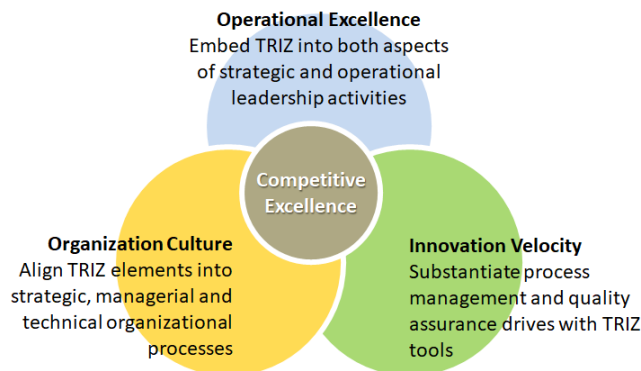 Operational Excellence
Embed TRIZ into both aspects
of strategic and operational
leadership activities
Competitive
Excellence
Organization Culture
Align TRIZ elements into
strategic, managerial and
technical organizational
processes
Innovation Velocity
Substantiate process
management and quality
assurance drives with TRIZ
tools